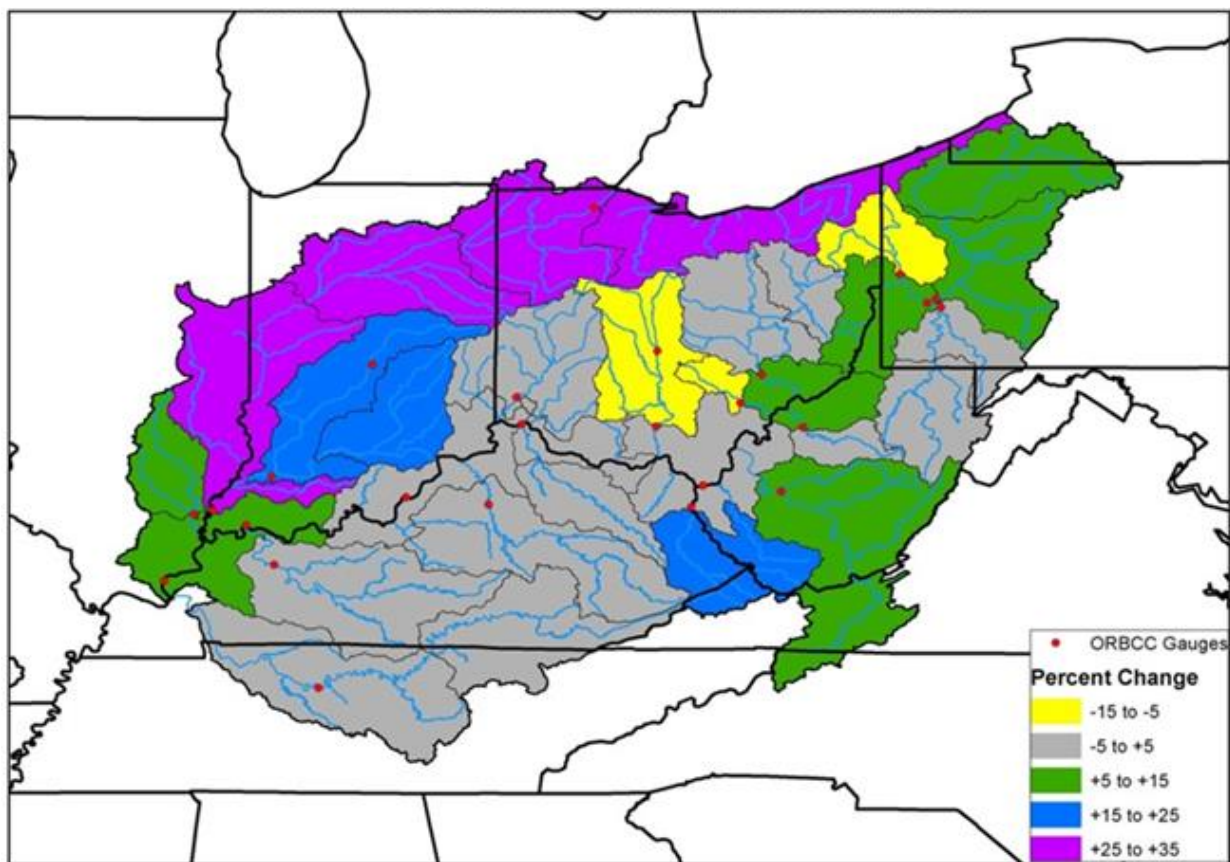 ORBCC Gauges
Percent Change
-15 to -5
-5 to +5
+5 to +15
+15 to +25
+25 to +35